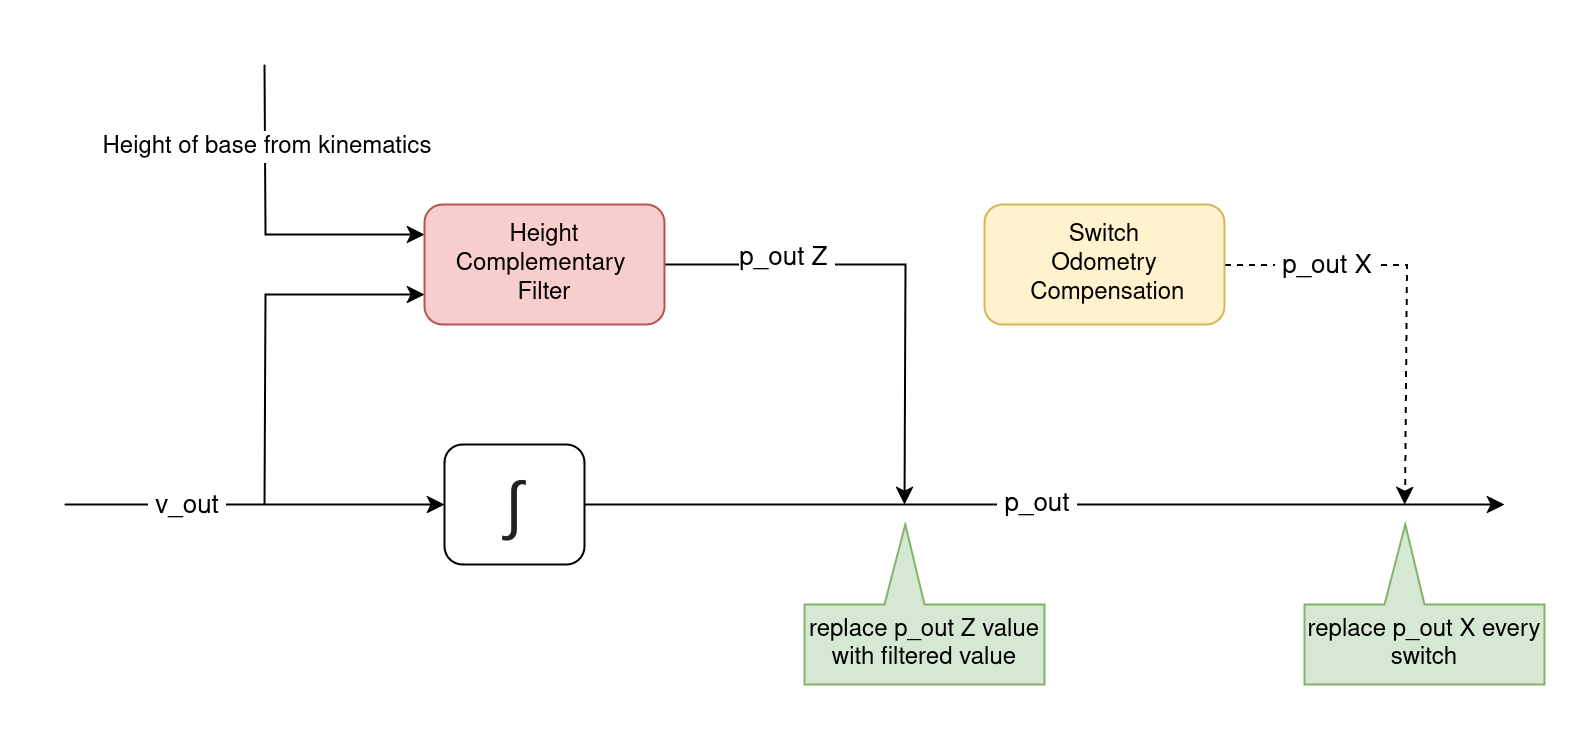 Height of base from kinematics
Height
Complementary
Filter
p_out Z
Switch
Odometry
Compensation
p_out X
v_out
∫
p_out
replace p_out Z value
with filtered value
replace p_out X every
switch